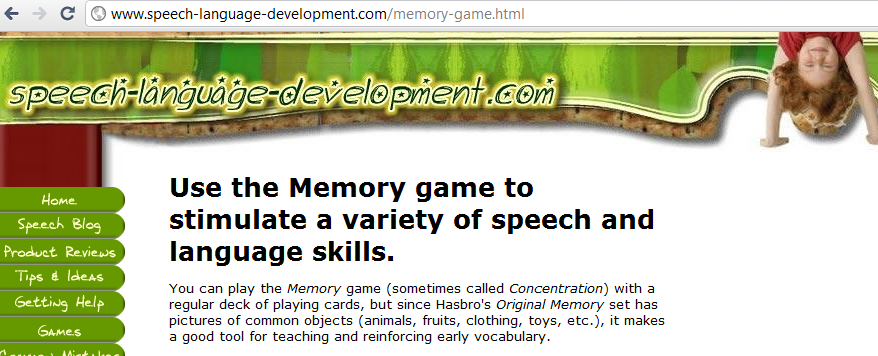 www.speech-language-development.com/memory-game.html
speech-language-development.com
Home
Speech Blog
Product Reviews
Tips & Ideas
Getting Help
Games
Use the Memory game to
stimulate a variety of speech and
language skills.
You can play the Memory game (sometimes called Concentration) with a
regular deck of playing cards, but since Hasbro's Original Memory set has
pictures of common objects (animals, fruits, clothing, toys, etc.), it makes
a good tool for teaching and reinforcing early vocabulary.